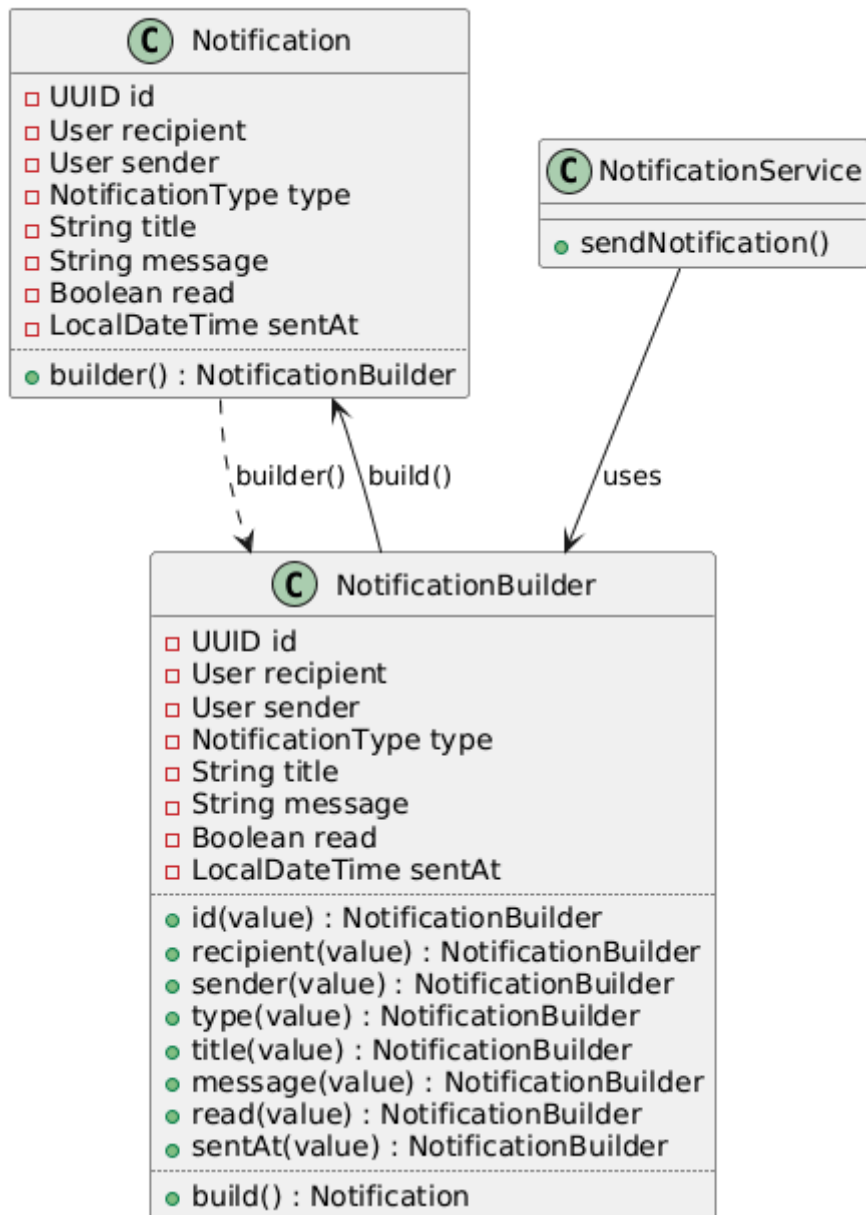 C Notification
UUID id
User recipient
User sender
NotificationType type
String title
String message
Boolean read
LocalDateTime sentAt
builder() : NotificationBuilder
C NotificationService
sendNotification()
builder()
build()
uses
C NotificationBuilder
UUID id
User recipient
User sender
NotificationType type
String title
String message
Boolean read
LocalDateTime sentAt
id(value) : NotificationBuilder
recipient(value) : NotificationBuilder
sender(value) : NotificationBuilder
type(value) : NotificationBuilder
title(value) : NotificationBuilder
message(value) : NotificationBuilder
read(value) : NotificationBuilder
sentAt(value) : NotificationBuilder
build() : Notification